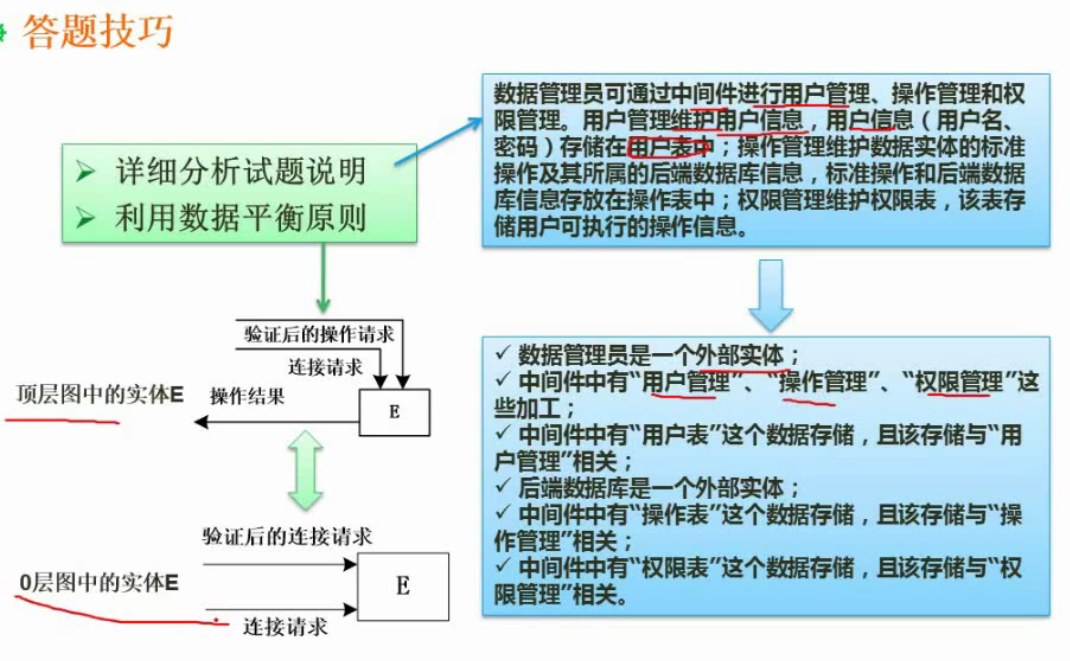 答题技巧
➢ 详细分析试题说明
➢ 利用数据平衡原则
数据管理员可通过中间件进行用户管理、操作管理和权
限管理。用户管理维护用户信息，用户信息（用户名、
密码）存储在用户表中；操作管理维护数据实体的标准
操作及其所属的后端数据库信息，标准操作和后端数据
库信息存放在操作表中；权限管理维护权限表，该表存
储用户可执行的操作信息。
验证后的操作请求
连接请求
顶层图中的实体E
操作结果
E
验证后的连接请求
0层图中的实体E
E
连接请求
✓ 数据管理员是一个外部实体；
✓ 中间件中有“用户管理”、“操作管理”、“权限管理”这
些加工；
✓ 中间件中有“用户表”这个数据存储，且该存储与“用
户管理”相关；
✓ 后端数据库是一个外部实体；
✓ 中间件中有“操作表”这个数据存储，且该存储与“操
作管理”相关；
✓ 中间件中有“权限表”这个数据存储，且该存储与“权
限管理”相关。